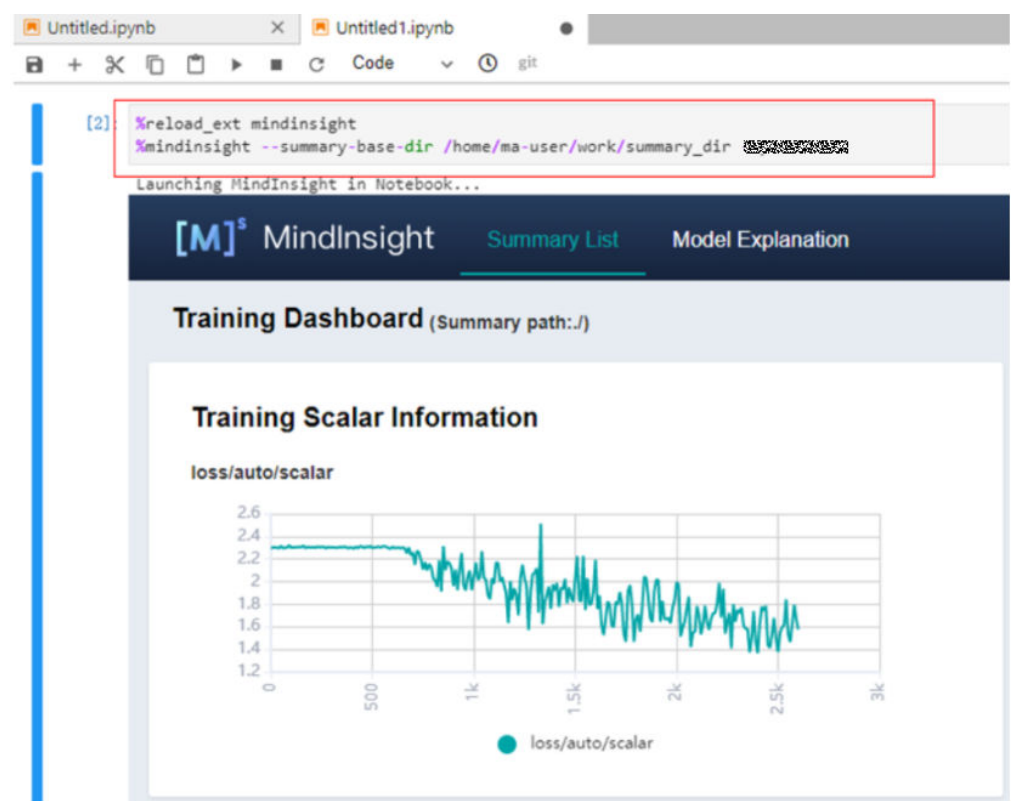 Untitled.ipynb
Untitled1.ipynb
Code
git
[2]:
%reload_ext mindinsight
%mindinsight --summary-base-dir /home/ma-user/work/summary_dir
Launching MindInsight in Notebook...
[M]s MindInsight Summary List Model Explanation
Training Dashboard (Summary path:./)
Training Scalar Information
loss/auto/scalar
2.6
2.4
2.2
2
1.8
1.6
1.4
1.2
0 500 1k 1.5k 2k 2.5k 3k
loss/auto/scalar